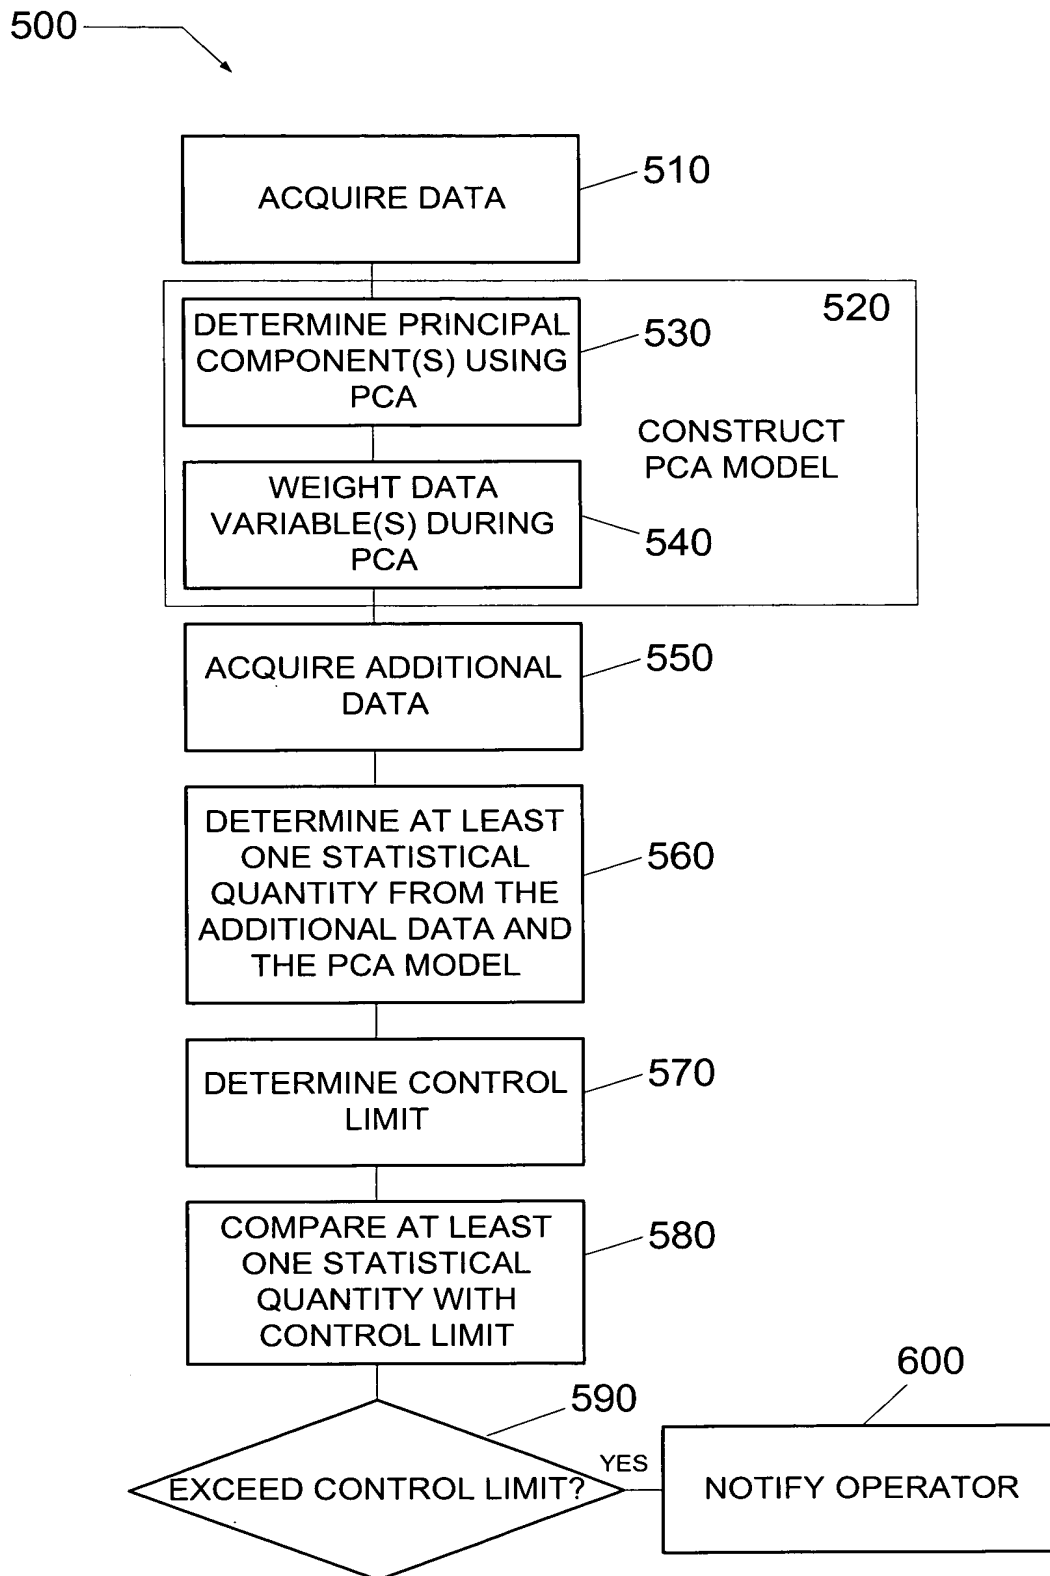 500
ACQUIRE DATA
510
520
DETERMINE PRINCIPAL
COMPONENT(S) USING
PCA
530
CONSTRUCT
PCA MODEL
WEIGHT DATA
VARIABLE(S) DURING
PCA
540
ACQUIRE ADDITIONAL
DATA
550
DETERMINE AT LEAST
ONE STATISTICAL
QUANTITY FROM THE
ADDITIONAL DATA AND
THE PCA MODEL
560
DETERMINE CONTROL
LIMIT
570
COMPARE AT LEAST
ONE STATISTICAL
QUANTITY WITH
CONTROL LIMIT
580
EXCEED CONTROL LIMIT?
590
YES
NOTIFY OPERATOR
600